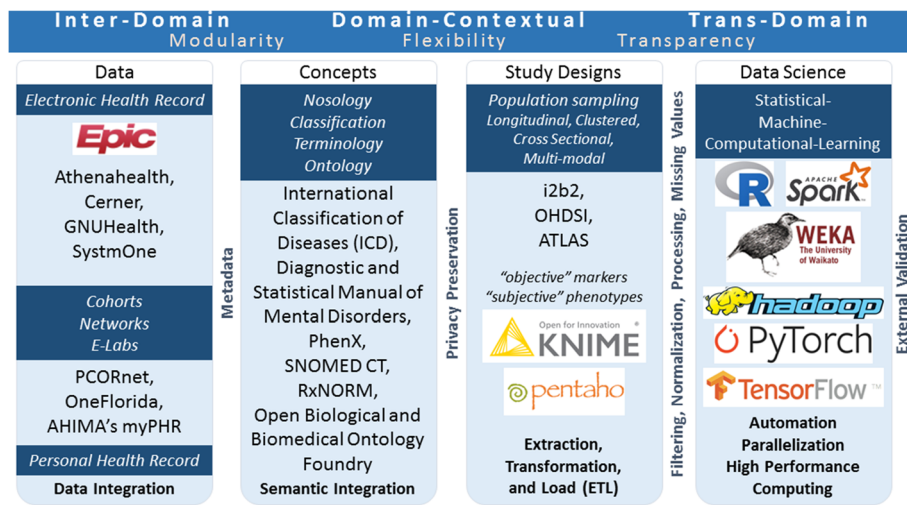 Inter-Domain Domain-Contextual Trans-Domain
Modularity Flexibility Transparency
Data
Electronic Health Record
Epic
Athenahealth,
Cerner,
GNUHealth,
SystmOne
Cohorts
Networks
E-Labs
PCORnet,
OneFlorida,
AHIMA's myPHR
Personal Health Record
Data Integration
Metadata
Concepts
Nosology
Classification
Terminology
Ontology
International
Classification of
Diseases (ICD),
Diagnostic and
Statistical Manual of
Mental Disorders,
PhenX,
SNOMED CT,
RxNORM,
Open Biological and
Biomedical Ontology
Foundry
Semantic Integration
Privacy Preservation
Study Designs
Population sampling
Longitudinal, Clustered,
Cross Sectional,
Multi-modal
i2b2,
OHDSI,
ATLAS
"objective" markers
"subjective" phenotypes
Open for Innovation
KNIME ®
pentaho
Extraction,
Transformation,
and Load (ETL)
Filtering, Normalization, Processing, Missing Values
Data Science
Statistical-
Machine-
Computational-Learning
R
APACHE
Spark™
WEKA
The University
of Waikato
hadoop
PyTorch
TensorFlow™
Automation
Parallelization
High Performance
Computing
External Validation